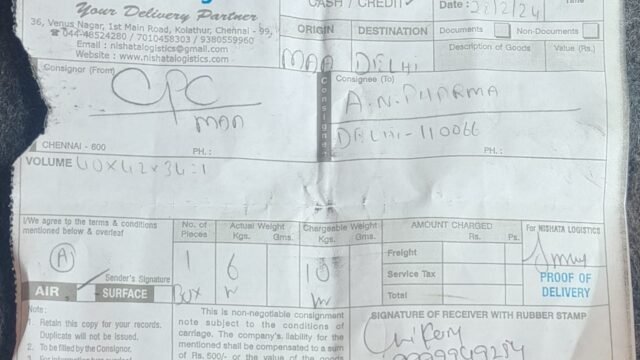 CASH / CREDIT
Date : 22/2/24
Your Delivery Partner
36, Venus Nagar, 1st Main Road, Kolathur, Chennai - 99,
☎ 044-48524280 / 7010458303 / 9380559960
Email : nishatalogistics@gmail.com
Website : www.nishatalogistics.com
ORIGIN DESTINATION
Documents Non-Documents
Description of Goods Value (Rs.)
MAA DELHI
Consignor (From)
CPC
MAA
CHENNAI - 600 PH. :
Consignee
Consignee (To)
A.N. PHARMA
DELHI - 110066
PH. :
VOLUME 40x42x34:1
I/We agree to the terms & conditions
mentioned below & overleaf
A
Sender's Signature
AIR SURFACE
No. of
Pieces
1
BOX
Actual Weight
Kgs. Gms.
6
Chargeable Weight
Kgs. Gms.
10
AMOUNT CHARGED
Rs. Ps.
Freight
Service Tax
Total
For NISHATA LOGISTICS
PROOF OF
DELIVERY
Note :
1. Retain this copy for your records.
Duplicate will not be issued.
2. To be filled by the Consignor.
This is non-negotiable consignment
note subject to the conditions of
carriage. The company's, liability for
the mentioned shall be compensated to a sum
of Rs. 500/- or the value of the goods
SIGNATURE OF RECEIVER WITH RUBBER STAMP